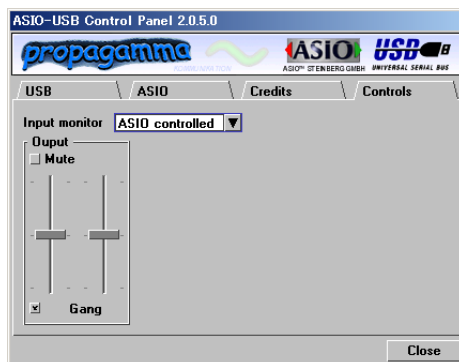 ASIO-USB Control Panel 2.0.5.0
propagamma
ASIO USB
ASIO™ STEINBERG GMBH UNIVERSAL SERIAL BUS
USB ASIO Credits Controls
Input monitor ASIO controlled
Ouput
Mute
Gang
Close